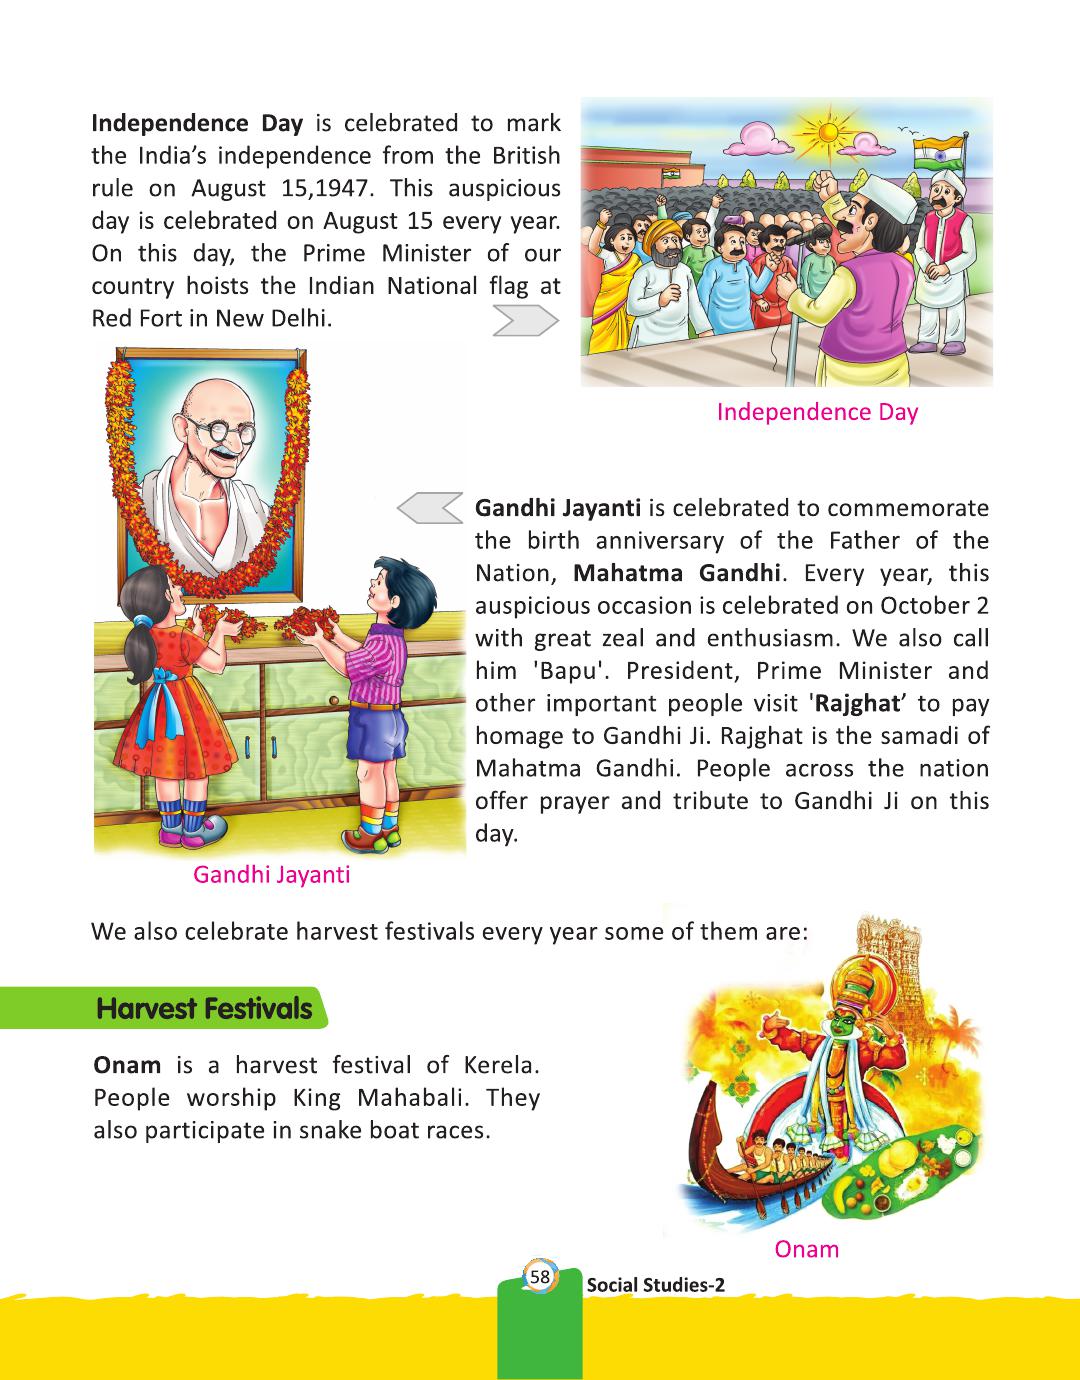 Independence Day is celebrated to mark
the India’s independence from the British
rule on August 15,1947. This auspicious
day is celebrated on August 15 every year.
On this day, the Prime Minister of our
country hoists the Indian National flag at
Red Fort in New Delhi.
Independence Day
Gandhi Jayanti is celebrated to commemorate
the birth anniversary of the Father of the
Nation, Mahatma Gandhi. Every year, this
auspicious occasion is celebrated on October 2
with great zeal and enthusiasm. We also call
him 'Bapu'. President, Prime Minister and
other important people visit 'Rajghat’ to pay
homage to Gandhi Ji. Rajghat is the samadi of
Mahatma Gandhi. People across the nation
offer prayer and tribute to Gandhi Ji on this
day.
Gandhi Jayanti
We also celebrate harvest festivals every year some of them are:
Harvest Festivals
Onam is a harvest festival of Kerela.
People worship King Mahabali. They
also participate in snake boat races.
Onam
58
Social Studies-2